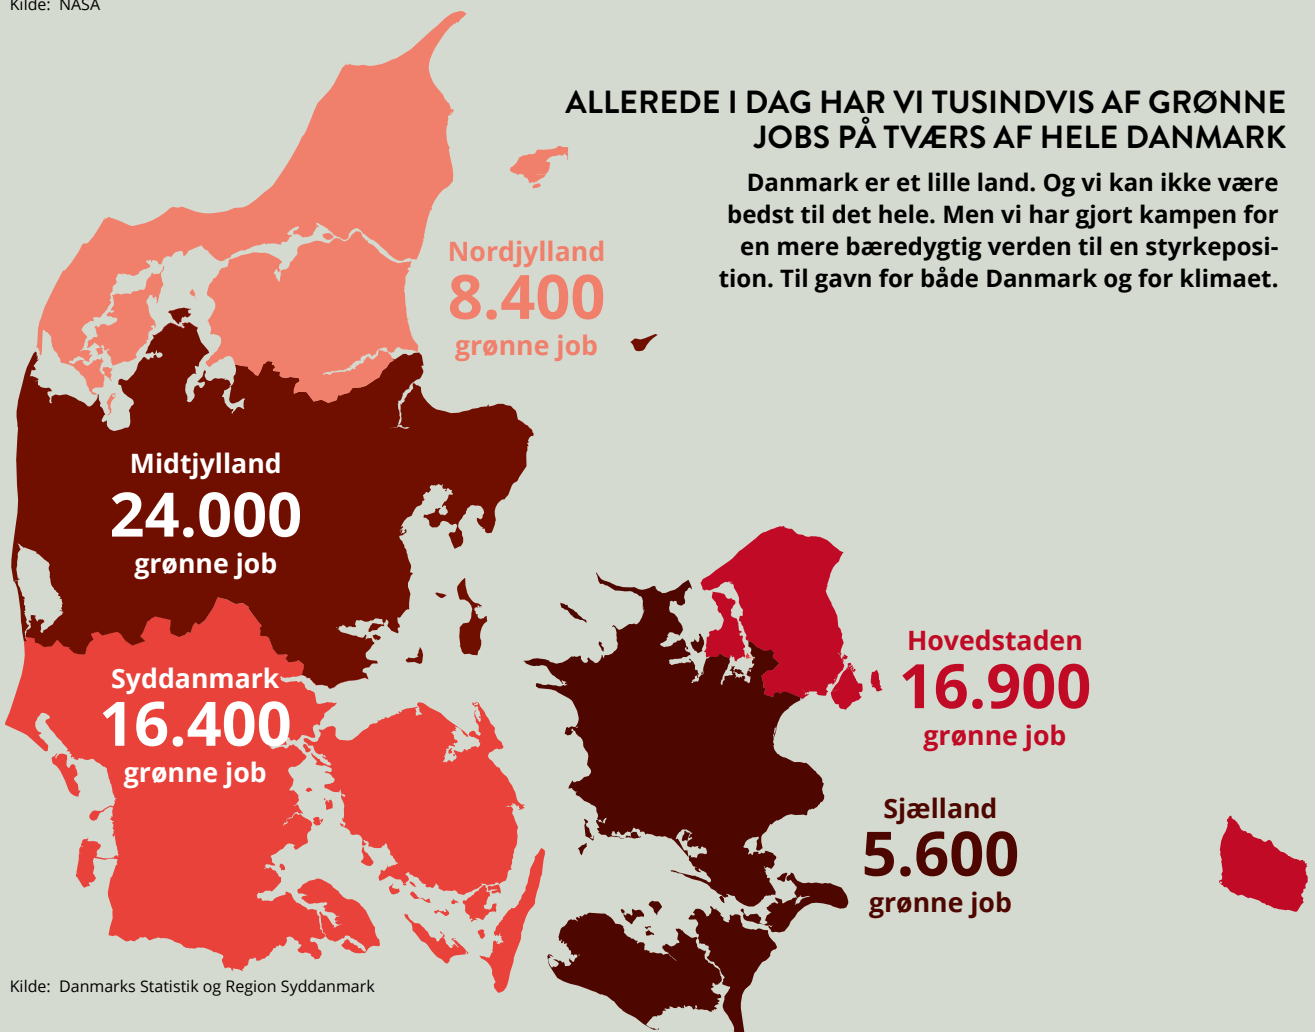 Kilde: NASA
ALLEREDE I DAG HAR VI TUSINDVIS AF GRØNNE
JOBS PÅ TVÆRS AF HELE DANMARK
Danmark er et lille land. Og vi kan ikke være
bedst til det hele. Men vi har gjort kampen for
en mere bæredygtig verden til en styrkeposi-
tion. Til gavn for både Danmark og for klimaet.
Nordjylland
8.400
grønne job
Midtjylland
24.000
grønne job
Syddanmark
16.400
grønne job
Hovedstaden
16.900
grønne job
Sjælland
5.600
grønne job
Kilde: Danmarks Statistik og Region Syddanmark